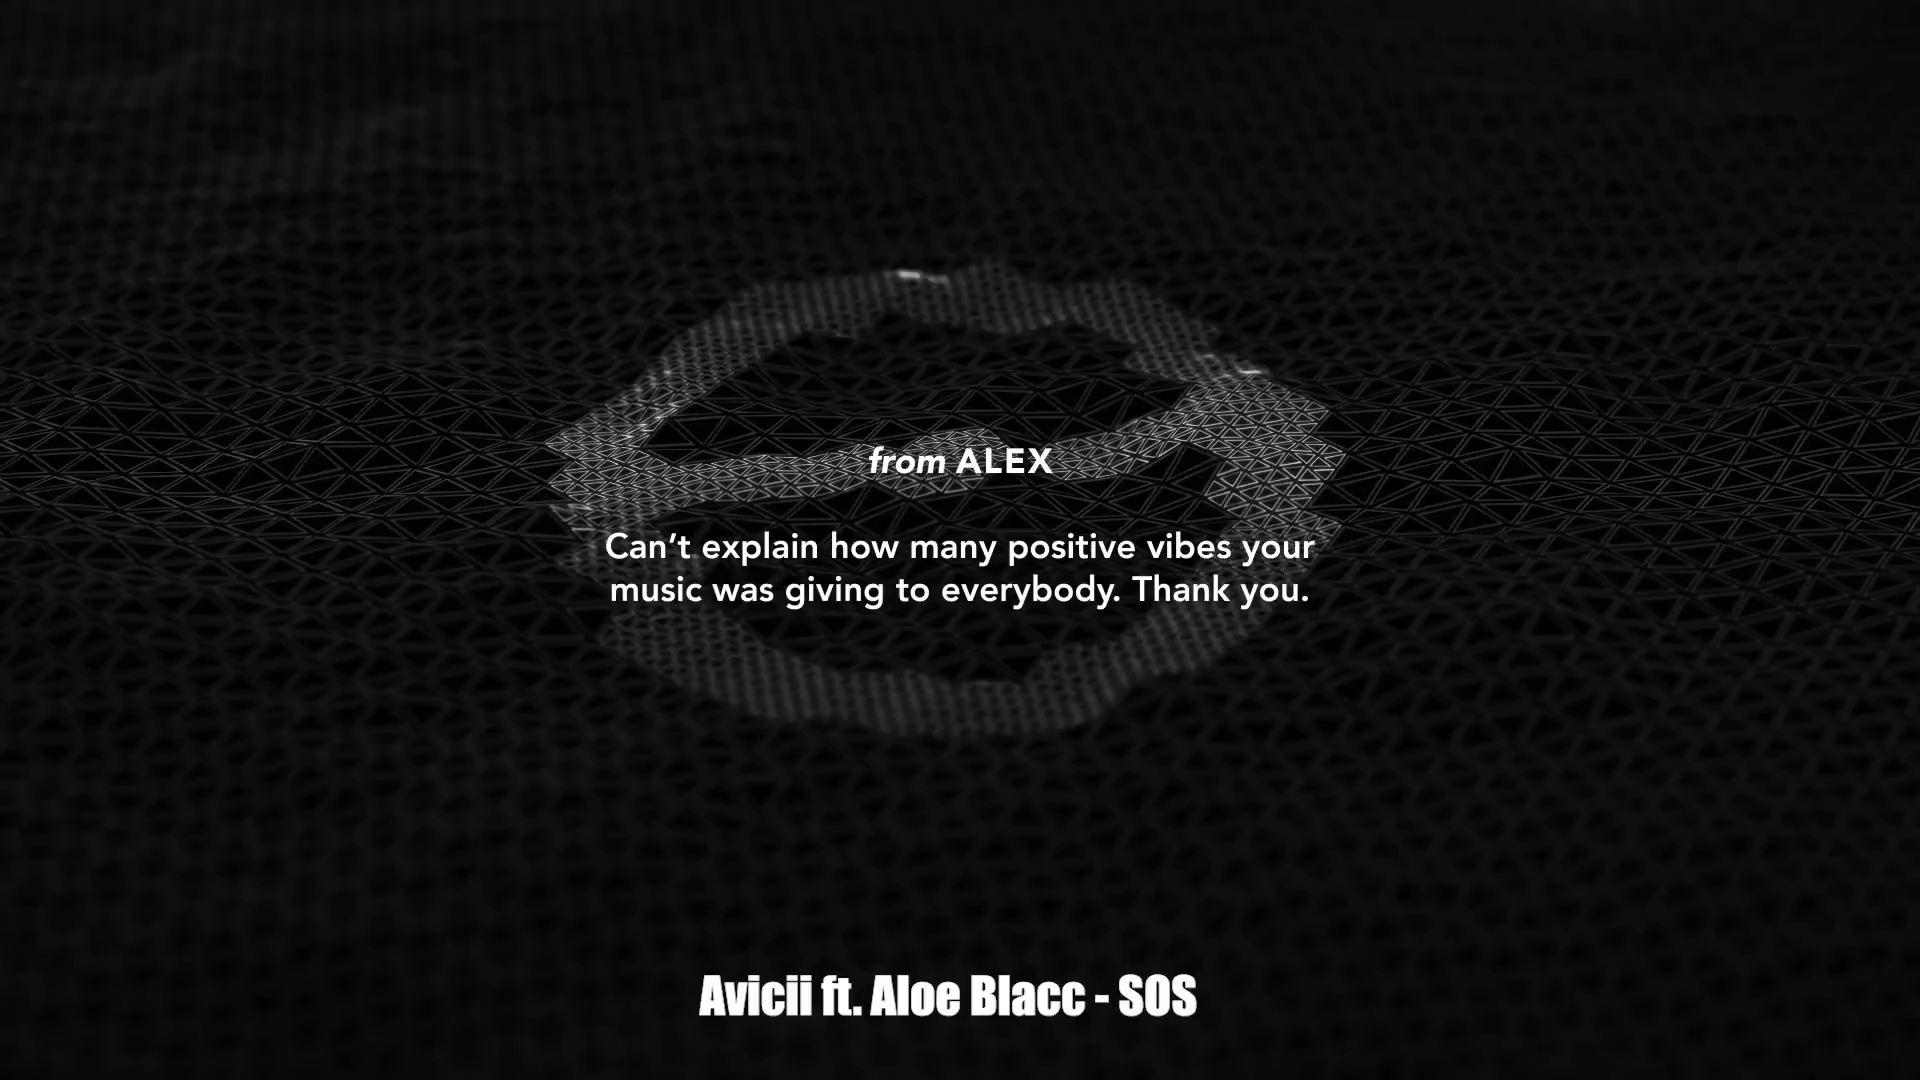 from ALEX
Can’t explain how many positive vibes your
music was giving to everybody. Thank you.
Avicii ft. Aloe Blacc - SOS